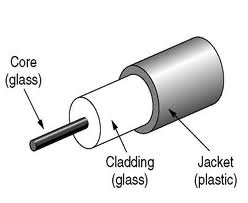 Core
(glass)
Cladding
(glass)
Jacket
(plastic)